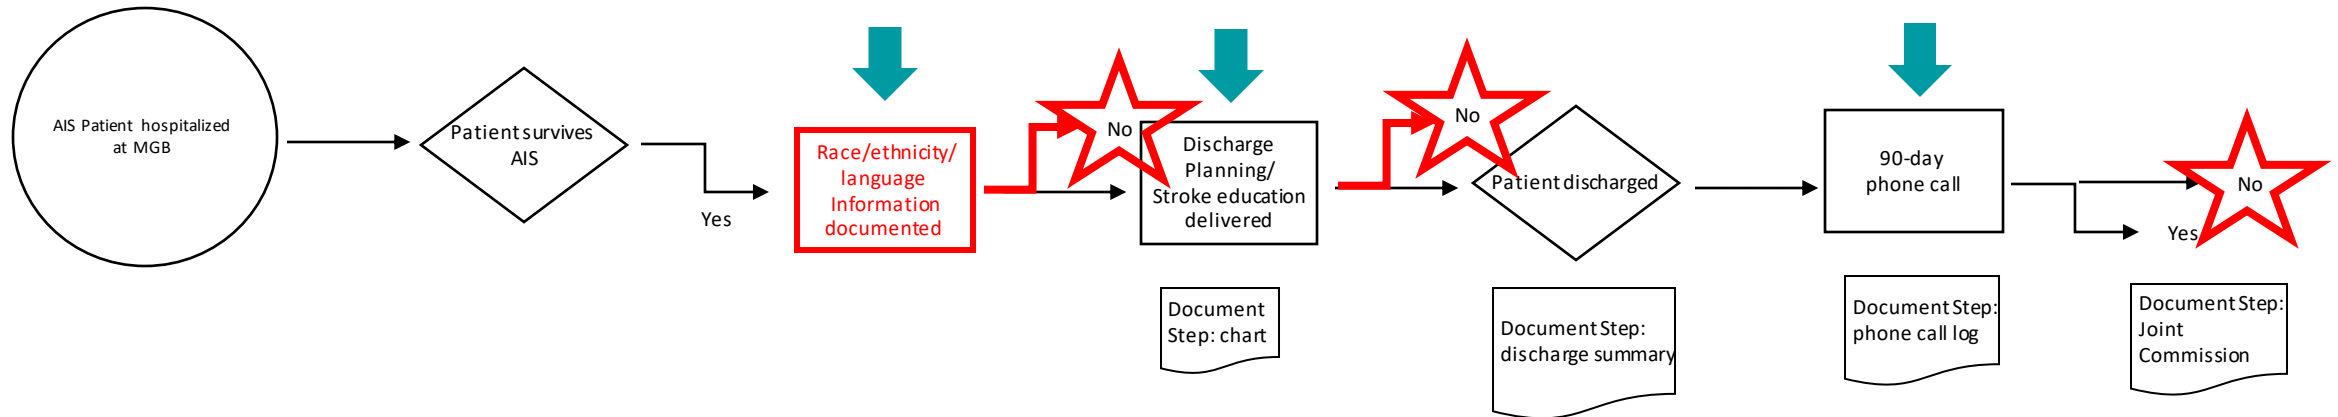 AIS Patient hospitalized
at MGB
Patient survives
AIS
Yes
Race/ethnicity/
language
Information
documented
No
Discharge
Planning/
Stroke education
delivered
Document
Step: chart
No
Patient discharged
Document Step:
discharge summary
90-day
phone call
Document Step:
phone call log
No
Yes
Document Step:
Joint
Commission